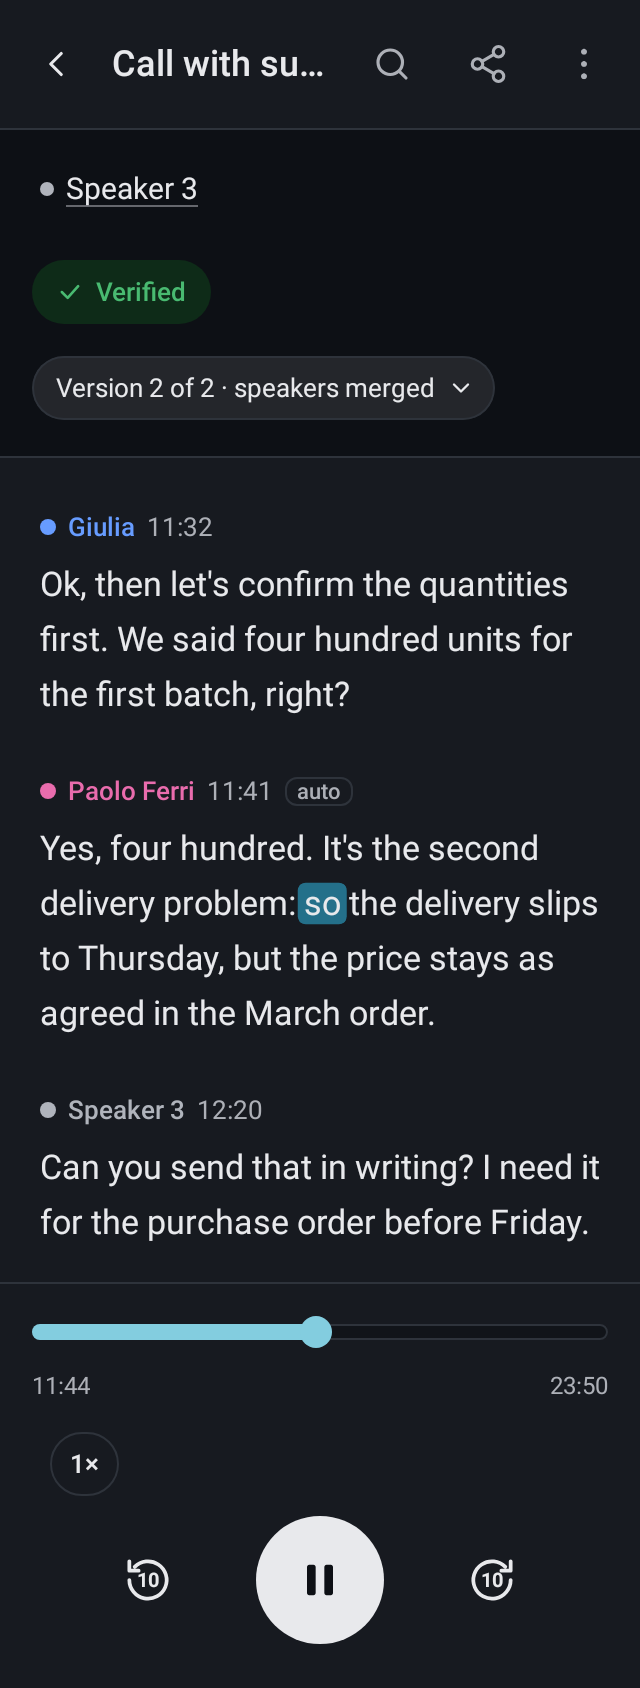 Call with su...
Speaker 3
Verified
Version 2 of 2 · speakers merged
Giulia 11:32
Ok, then let's confirm the quantities
first. We said four hundred units for
the first batch, right?
Paolo Ferri 11:41 auto
Yes, four hundred. It's the second
delivery problem: so the delivery slips
to Thursday, but the price stays as
agreed in the March order.
Speaker 3 12:20
Can you send that in writing? I need it
for the purchase order before Friday.
11:44 23:50
1×
10 10